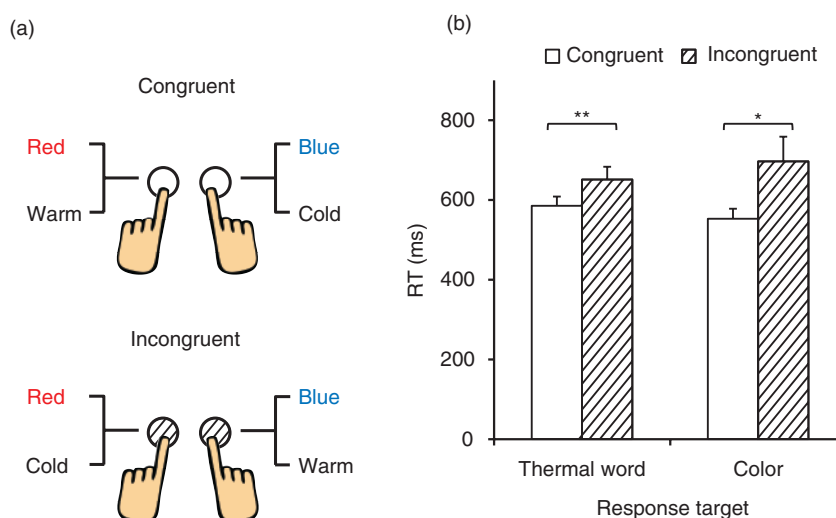 (a)
Congruent
Red
Blue
Warm
Cold
Incongruent
Red
Blue
Cold
Warm
(b)
Congruent Incongruent
800
600
400
200
0
RT (ms)
**
*
Thermal word Color
Response target